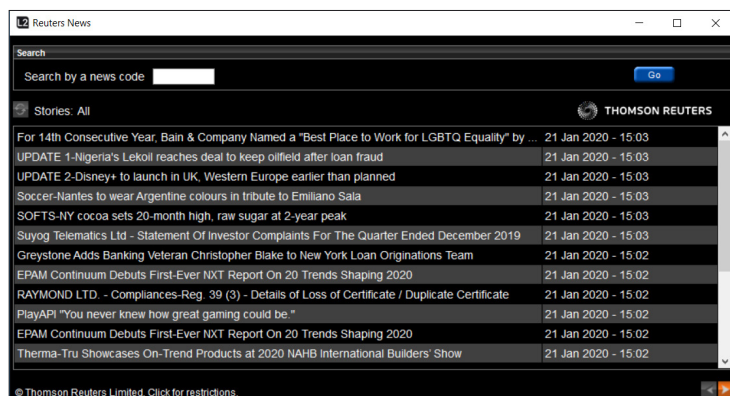 L2 Reuters News
Search
Search by a news code
Go
Stories: All
THOMSON REUTERS
For 14th Consecutive Year, Bain & Company Named a "Best Place to Work for LGBTQ Equality" by ... 21 Jan 2020 - 15:03
UPDATE 1-Nigeria's Lekoil reaches deal to keep oilfield after loan fraud 21 Jan 2020 - 15:03
UPDATE 2-Disney+ to launch in UK, Western Europe earlier than planned 21 Jan 2020 - 15:03
Soccer-Nantes to wear Argentine colours in tribute to Emiliano Sala 21 Jan 2020 - 15:03
SOFTS-NY cocoa sets 20-month high, raw sugar at 2-year peak 21 Jan 2020 - 15:03
Suyog Telematics Ltd - Statement Of Investor Complaints For The Quarter Ended December 2019 21 Jan 2020 - 15:03
Greystone Adds Banking Veteran Christopher Blake to New York Loan Originations Team 21 Jan 2020 - 15:02
EPAM Continuum Debuts First-Ever NXT Report On 20 Trends Shaping 2020 21 Jan 2020 - 15:02
RAYMOND LTD. - Compliances-Reg. 39 (3) - Details of Loss of Certificate / Duplicate Certificate 21 Jan 2020 - 15:02
PlayAPI "You never knew how great gaming could be." 21 Jan 2020 - 15:02
EPAM Continuum Debuts First-Ever NXT Report On 20 Trends Shaping 2020 21 Jan 2020 - 15:02
Therma-Tru Showcases On-Trend Products at 2020 NAHB International Builders' Show 21 Jan 2020 - 15:02
© Thomson Reuters Limited. Click for restrictions.